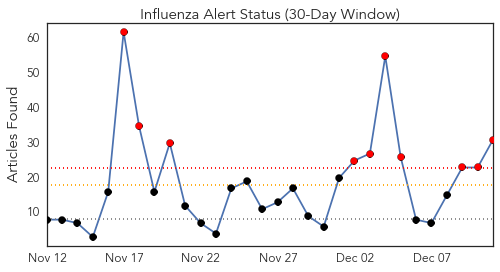 Influenza Alert Status (30-Day Window)
Articles Found
60
50
40
30
20
10
Nov 12 Nov 17 Nov 22 Nov 27 Dec 02 Dec 07